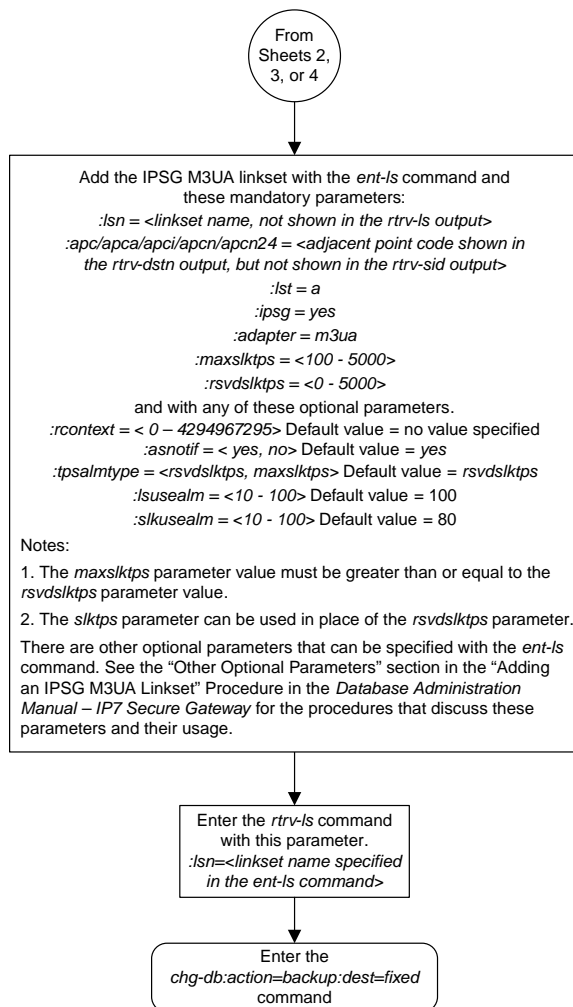 From
Sheets 2,
3, or 4
Add the IPSG M3UA linkset with the ent-ls command and
these mandatory parameters:
:lsn = <linkset name, not shown in the rtrv-ls output>
:apc/apca/apci/apcn/apcn24 = <adjacent point code shown in
the rtrv-dstn output, but not shown in the rtrv-sid output>
:lst = a
:ipsg = yes
:adapter = m3ua
:maxslktps = <100 - 5000>
:rsvdslktps = <0 - 5000>
and with any of these optional parameters.
:rcontext = < 0 – 4294967295> Default value = no value specified
:asnotif = < yes, no> Default value = yes
:tpsalmtype = <rsvdslktps, maxslktps> Default value = rsvdslktps
:lsusealm = <10 - 100> Default value = 100
:slkusealm = <10 - 100> Default value = 80
Notes:
1. The maxslktps parameter value must be greater than or equal to the
rsvdslktps parameter value.
2. The slktps parameter can be used in place of the rsvdslktps parameter.
There are other optional parameters that can be specified with the ent-ls
command. See the “Other Optional Parameters” section in the “Adding
an IPSG M3UA Linkset” Procedure in the Database Administration
Manual – IP7 Secure Gateway for the procedures that discuss these
parameters and their usage.
Enter the rtrv-ls command
with this parameter.
:lsn=<linkset name specified
in the ent-ls command>
Enter the
chg-db:action=backup:dest=fixed
command